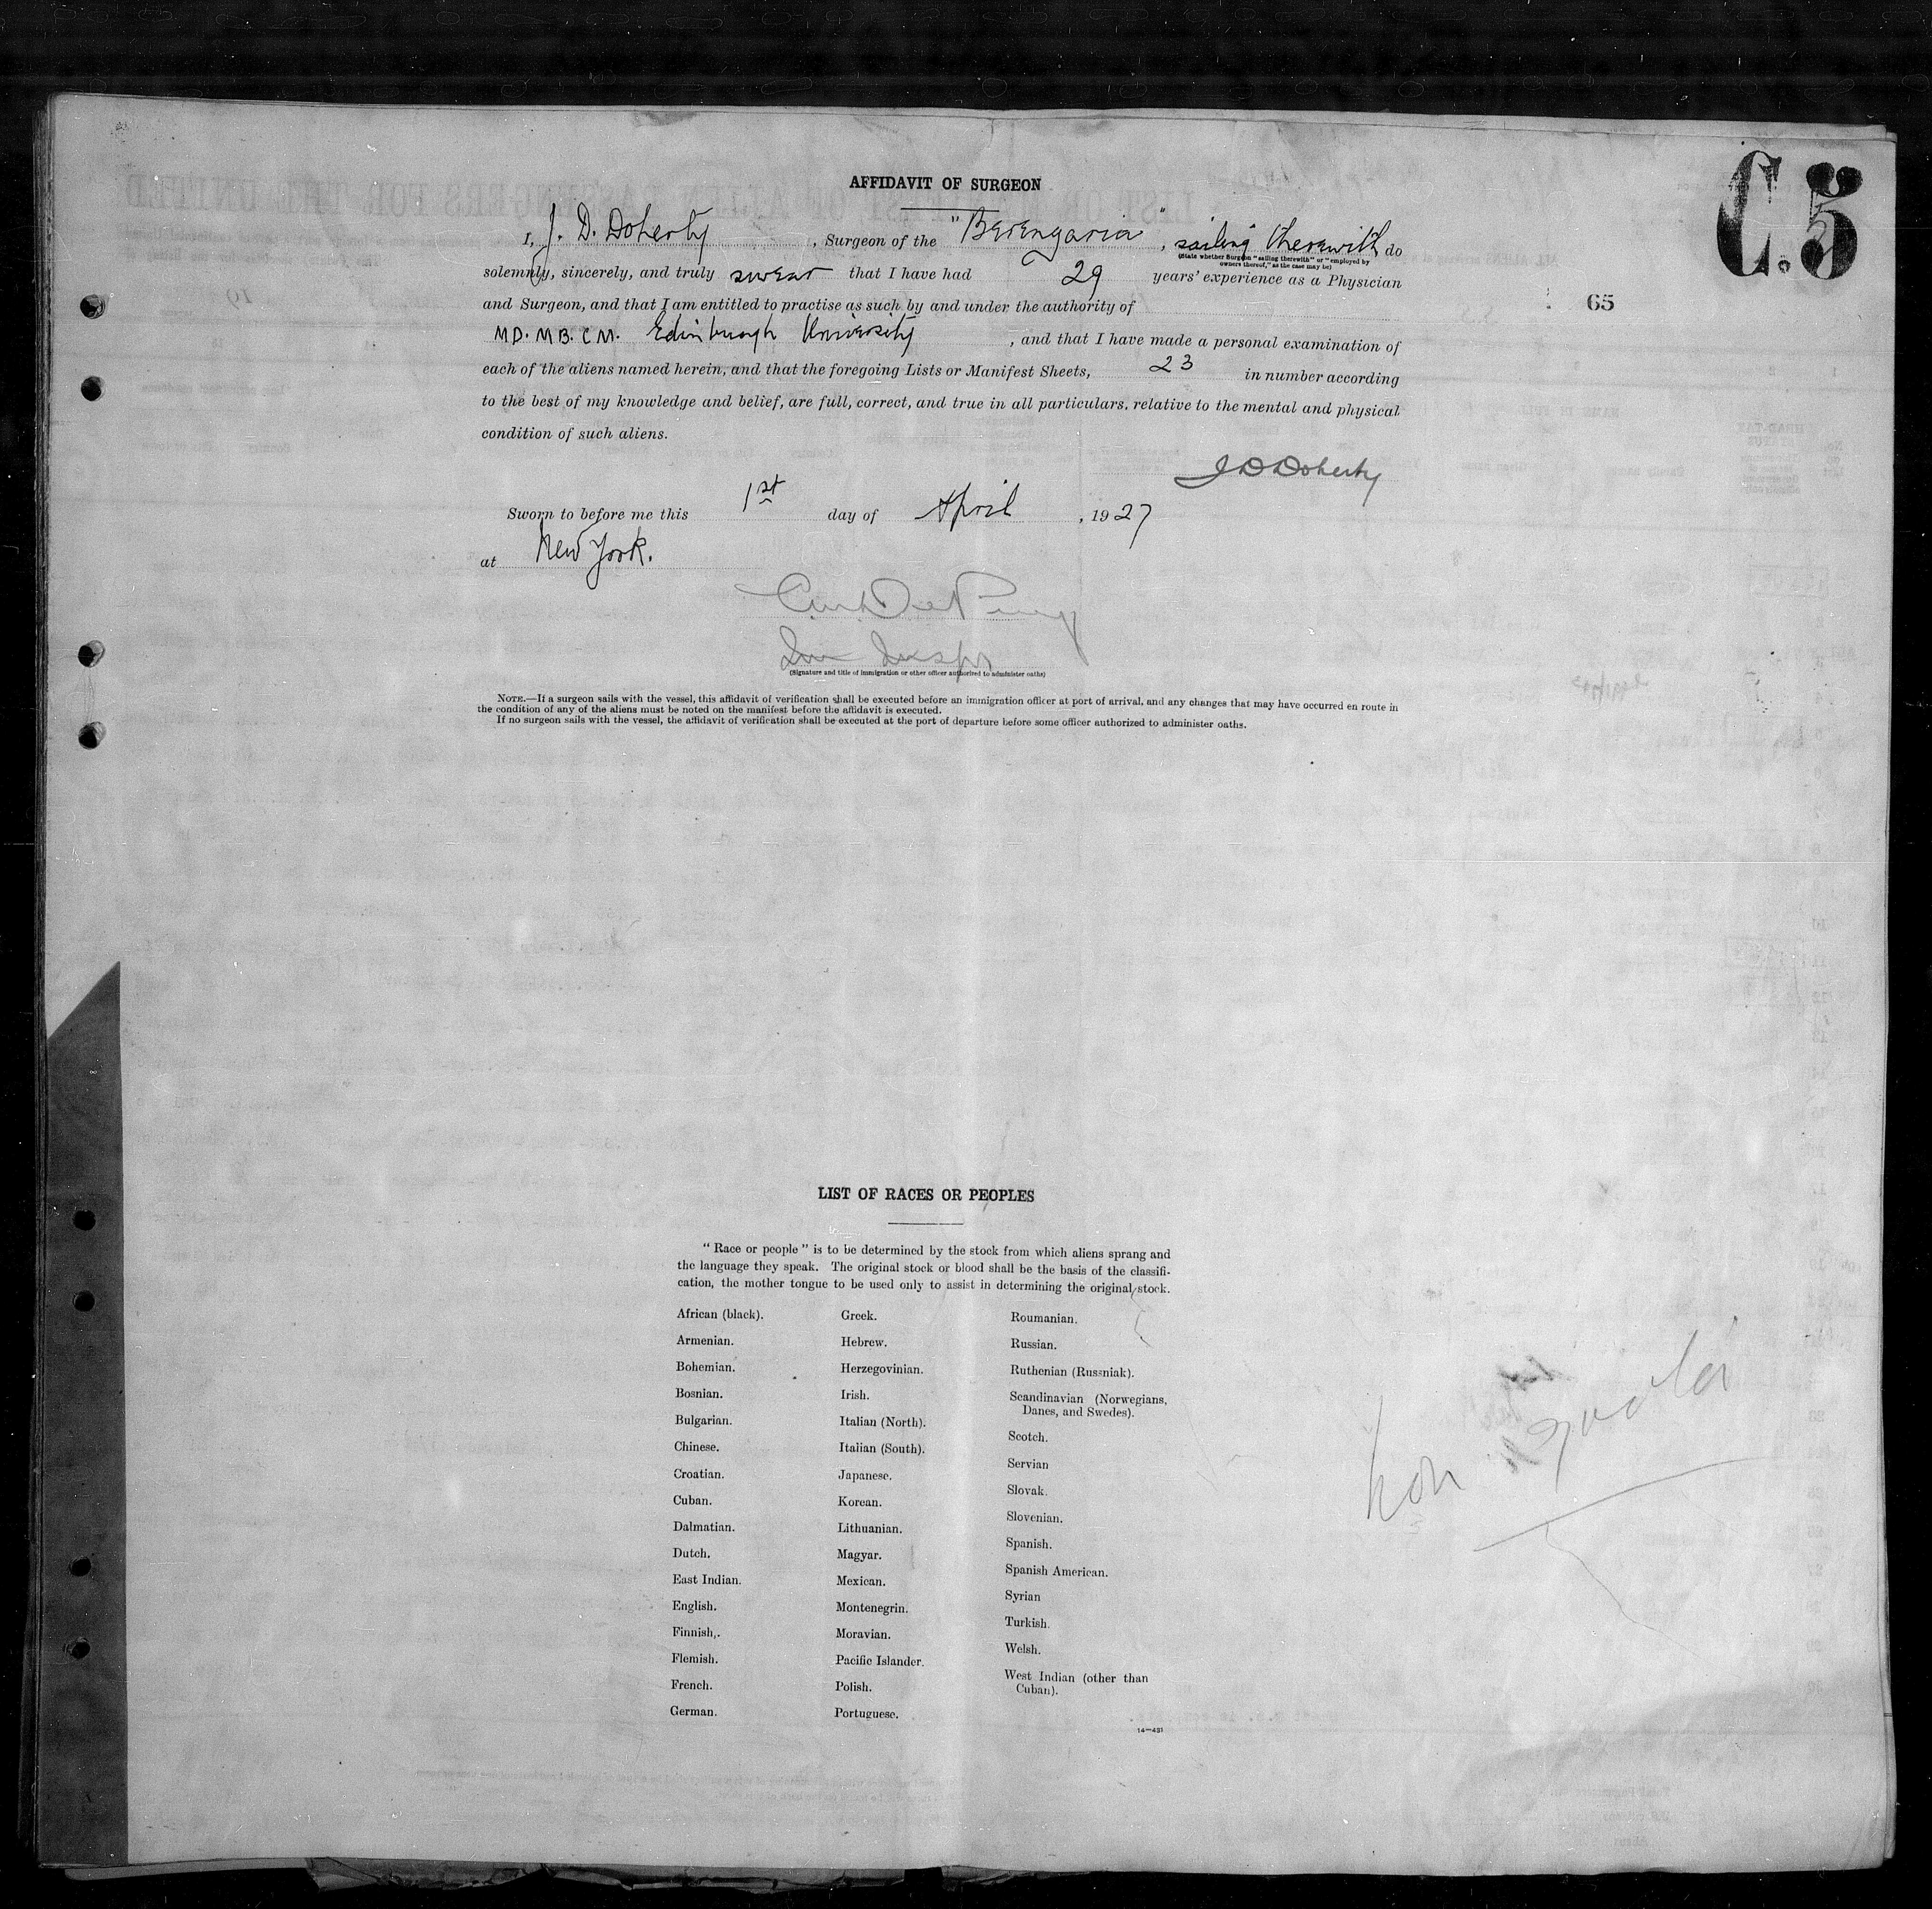 C.5
65
AFFIDAVIT OF SURGEON
I, J. D. Doherty, Surgeon of the "Berengaria", sailing therewith, do
(State whether Surgeon "sailing therewith" or "employed by
owners thereof," as the case may be)
solemnly, sincerely, and truly swear that I have had 29 years' experience as a Physician
and Surgeon, and that I am entitled to practise as such by and under the authority of
MD. MB. CM. Edinburgh University, and that I have made a personal examination of
each of the aliens named herein, and that the foregoing Lists or Manifest Sheets, 23 in number according
to the best of my knowledge and belief, are full, correct, and true in all particulars, relative to the mental and physical
condition of such aliens.
J D Doherty
Sworn to before me this 1st day of April, 1927
at New York.
(Signature and title of immigration or other officer authorized to administer oaths)
NOTE.—If a surgeon sails with the vessel, this affidavit of verification shall be executed before an immigration officer at port of arrival, and any changes that may have occurred en route in
the condition of any of the aliens must be noted on the manifest before the affidavit is executed.
If no surgeon sails with the vessel, the affidavit of verification shall be executed at the port of departure before some officer authorized to administer oaths.
LIST OF RACES OR PEOPLES
"Race or people" is to be determined by the stock from which aliens sprang and
the language they speak. The original stock or blood shall be the basis of the classifi-
cation, the mother tongue to be used only to assist in determining the original stock.
African (black).
Armenian.
Bohemian.
Bosnian.
Bulgarian.
Chinese.
Croatian.
Cuban.
Dalmatian.
Dutch.
East Indian.
English.
Finnish.
Flemish.
French.
German.
Greek.
Hebrew.
Herzegovinian.
Irish.
Italian (North).
Italian (South).
Japanese.
Korean.
Lithuanian.
Magyar.
Mexican.
Montenegrin.
Moravian.
Pacific Islander.
Polish.
Portuguese.
Roumanian.
Russian.
Ruthenian (Russniak).
Scandinavian (Norwegians,
Danes, and Swedes).
Scotch.
Servian
Slovak.
Slovenian.
Spanish.
Spanish American.
Syrian
Turkish.
Welsh.
West Indian (other than
Cuban).
14—431